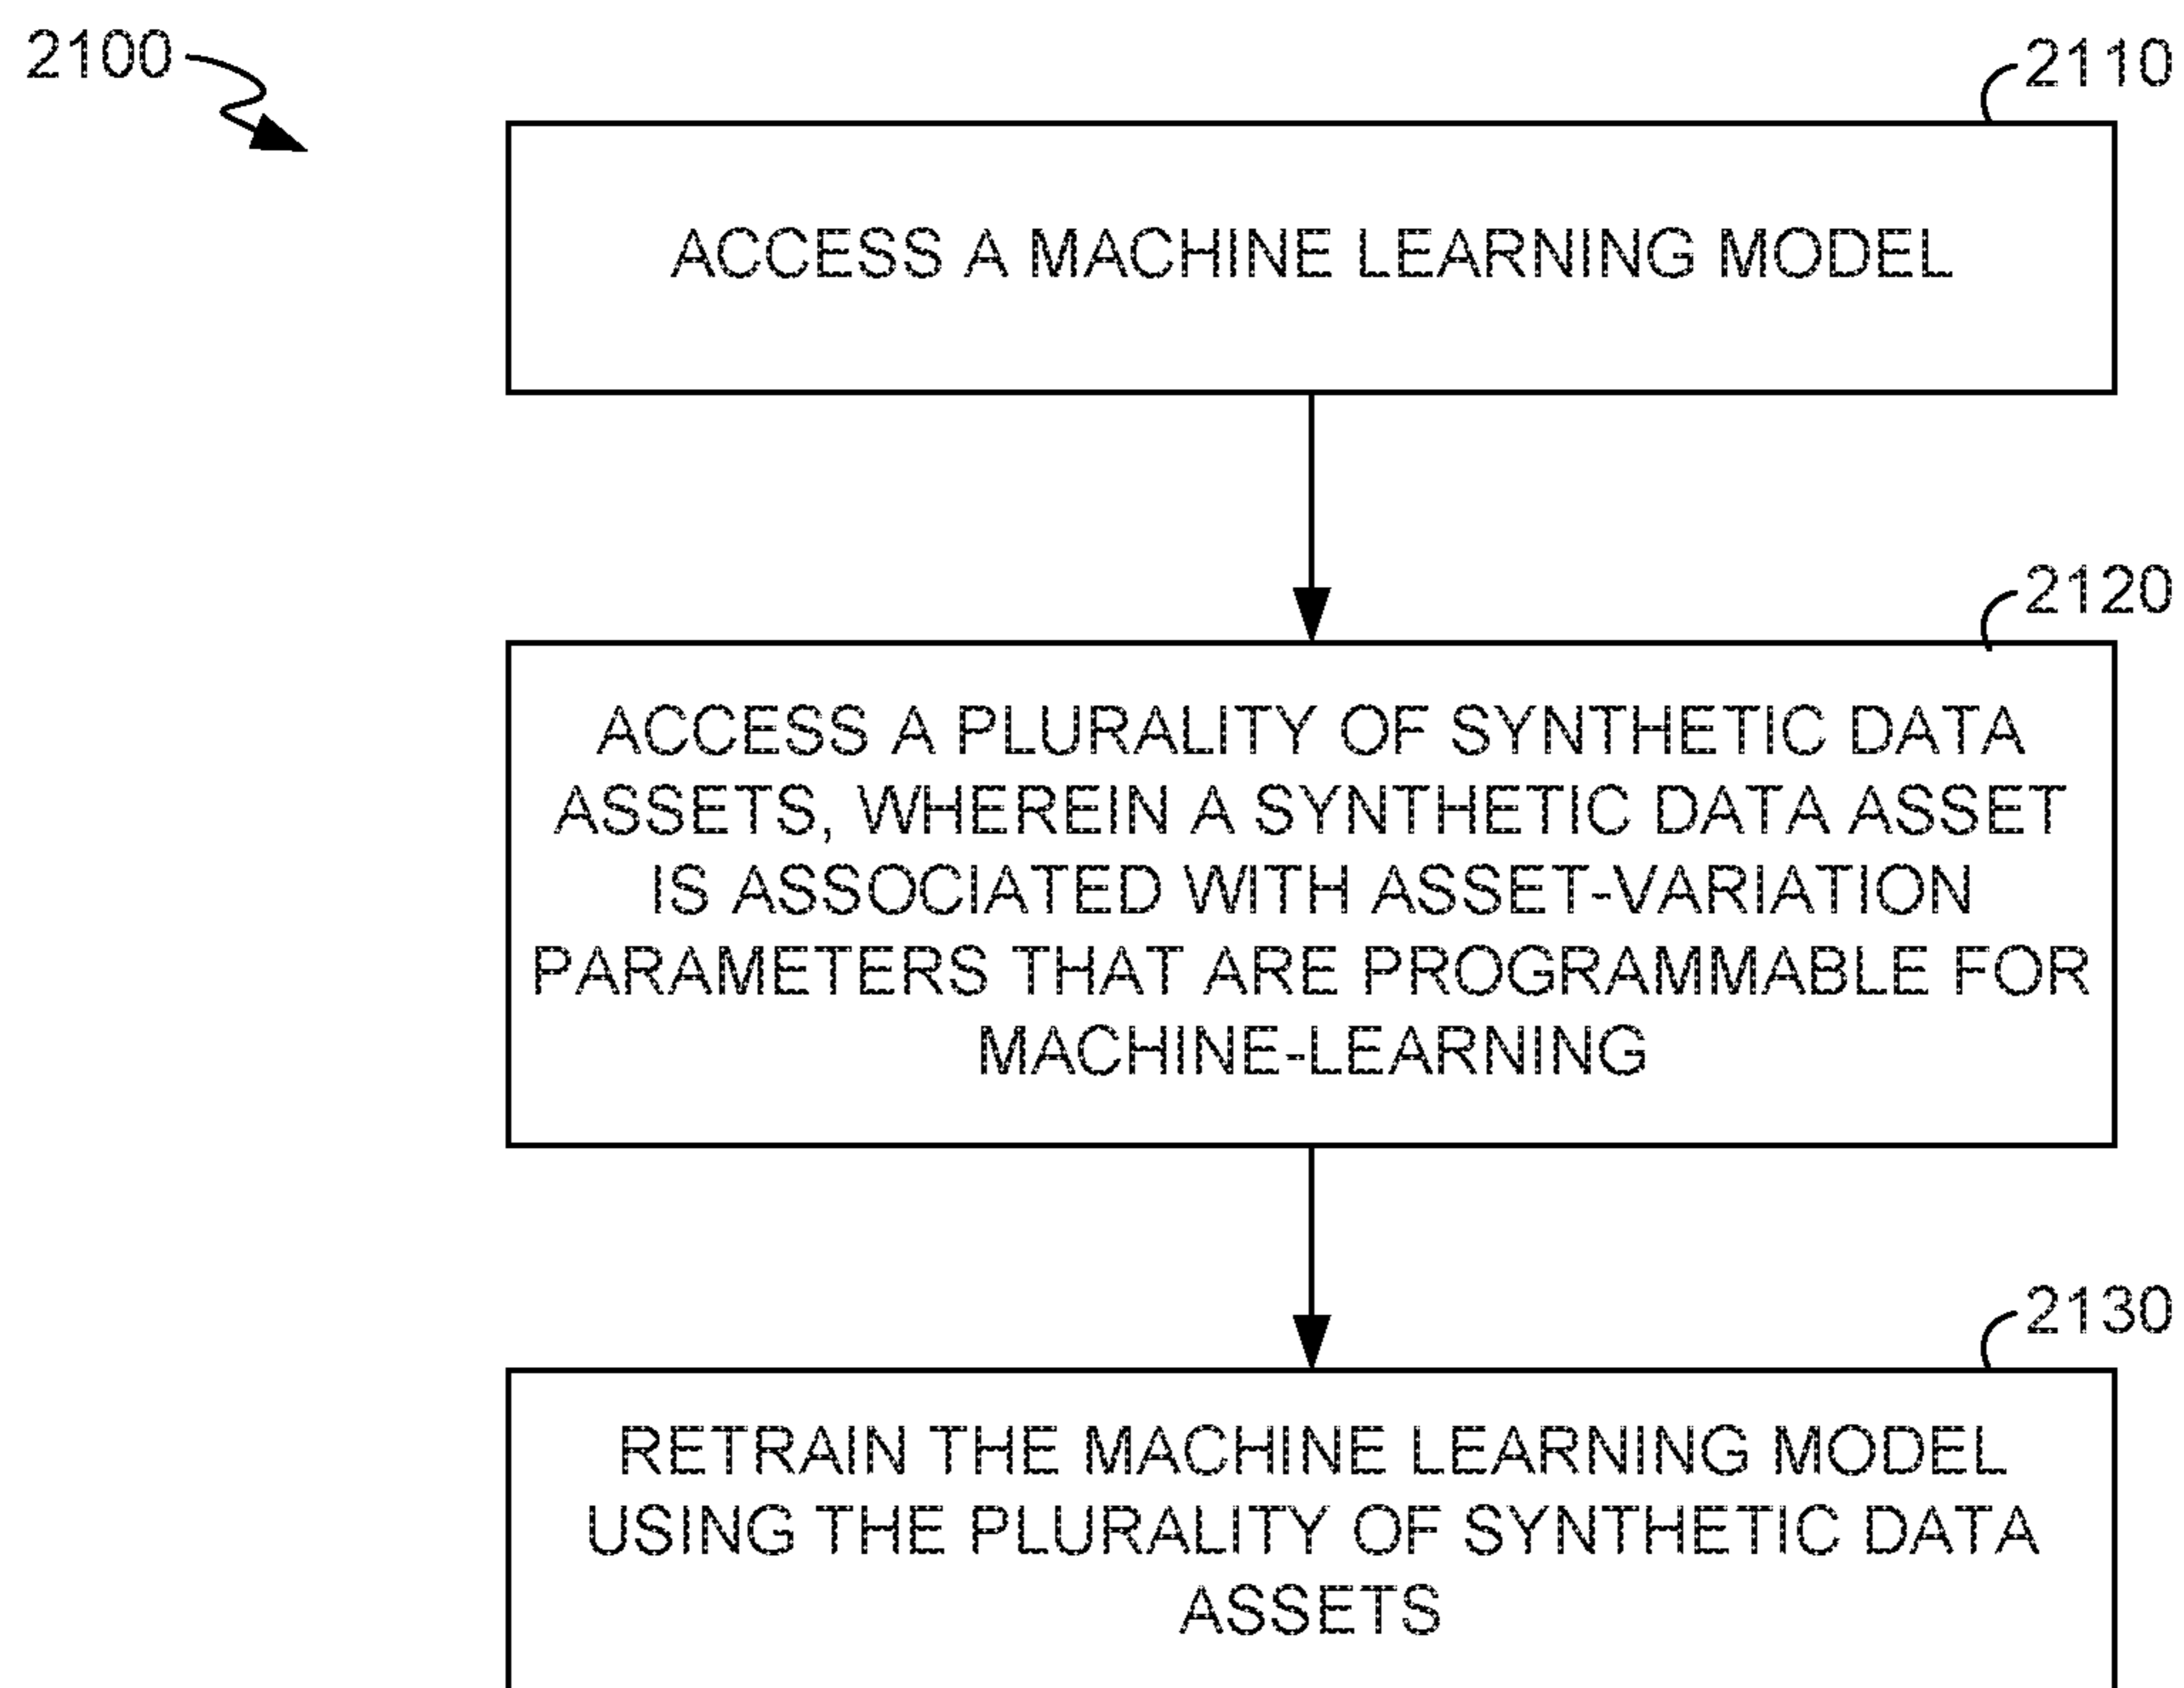 2100
2110
ACCESS A MACHINE LEARNING MODEL
2120
ACCESS A PLURALITY OF SYNTHETIC DATA
ASSETS, WHEREIN A SYNTHETIC DATA ASSET
IS ASSOCIATED WITH ASSET-VARIATION
PARAMETERS THAT ARE PROGRAMMABLE FOR
MACHINE-LEARNING
2130
RETRAIN THE MACHINE LEARNING MODEL
USING THE PLURALITY OF SYNTHETIC DATA
ASSETS